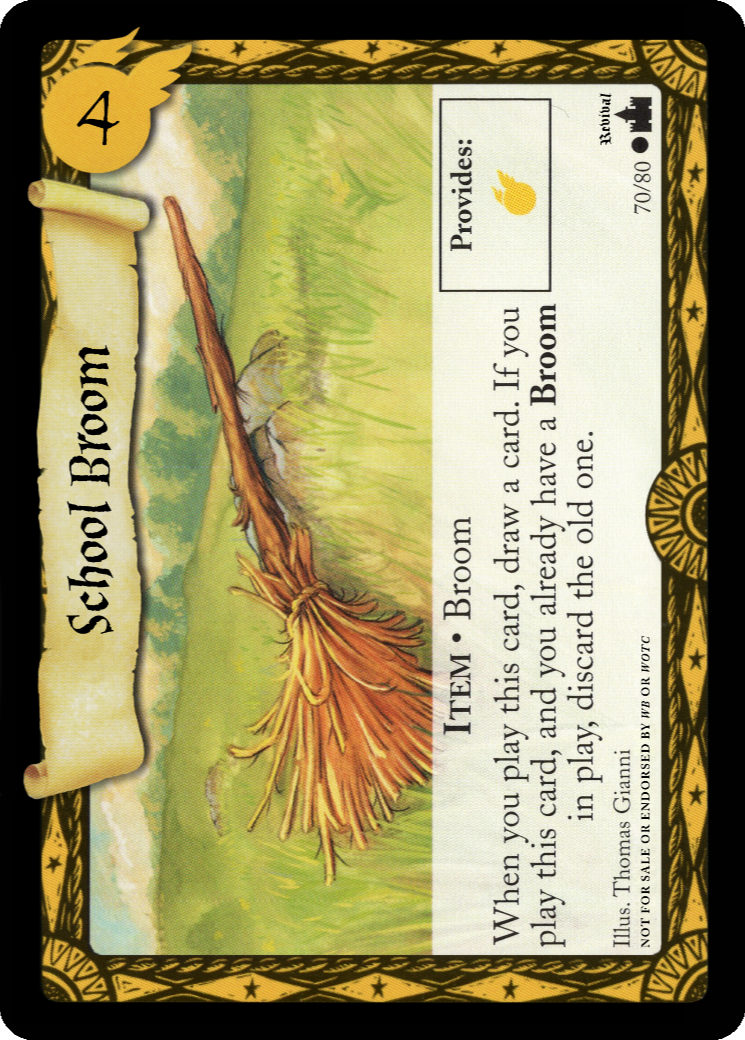 4
School Broom
ITEM • Broom
When you play this card, draw a card. If you
play this card, and you already have a Broom
in play, discard the old one.
Provides:
Illus. Thomas Gianni
NOT FOR SALE OR ENDORSED BY WB OR WOTC
70/80
Revival